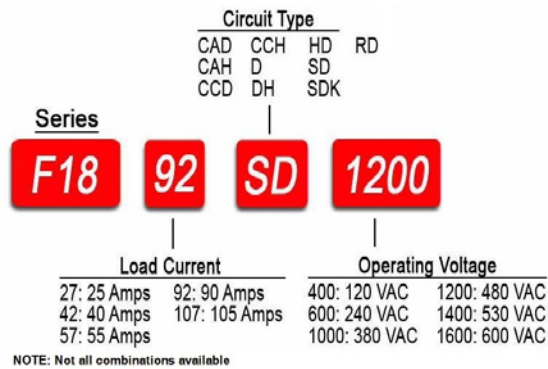 Circuit Type
CAD CCH HD RD
CAH D SD
CCD DH SDK
Series
F18 92 SD 1200
Load Current
27: 25 Amps 92: 90 Amps
42: 40 Amps 107: 105 Amps
57: 55 Amps
Operating Voltage
400: 120 VAC 1200: 480 VAC
600: 240 VAC 1400: 530 VAC
1000: 380 VAC 1600: 600 VAC
NOTE: Not all combinations available